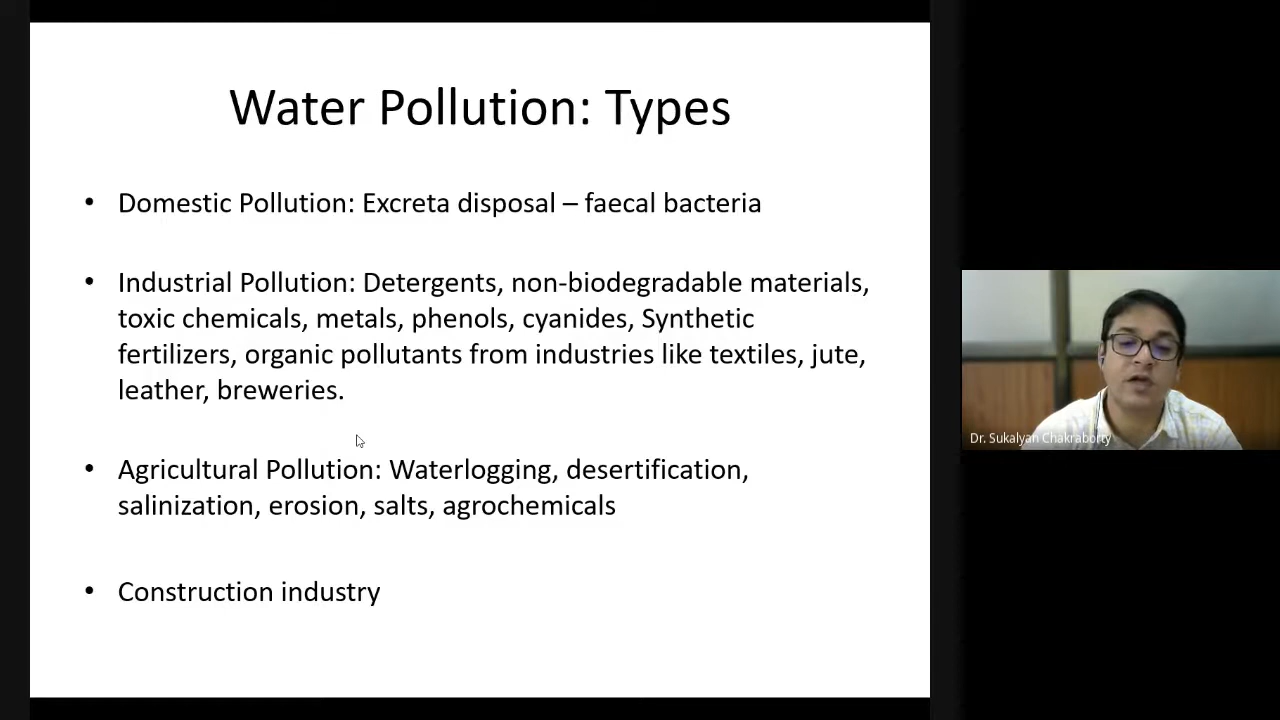 Water Pollution: Types
• Domestic Pollution: Excreta disposal – faecal bacteria
• Industrial Pollution: Detergents, non-biodegradable materials,
toxic chemicals, metals, phenols, cyanides, Synthetic
fertilizers, organic pollutants from industries like textiles, jute,
leather, breweries.
• Agricultural Pollution: Waterlogging, desertification,
salinization, erosion, salts, agrochemicals
• Construction industry
Dr. Sukalyan Chakraborty